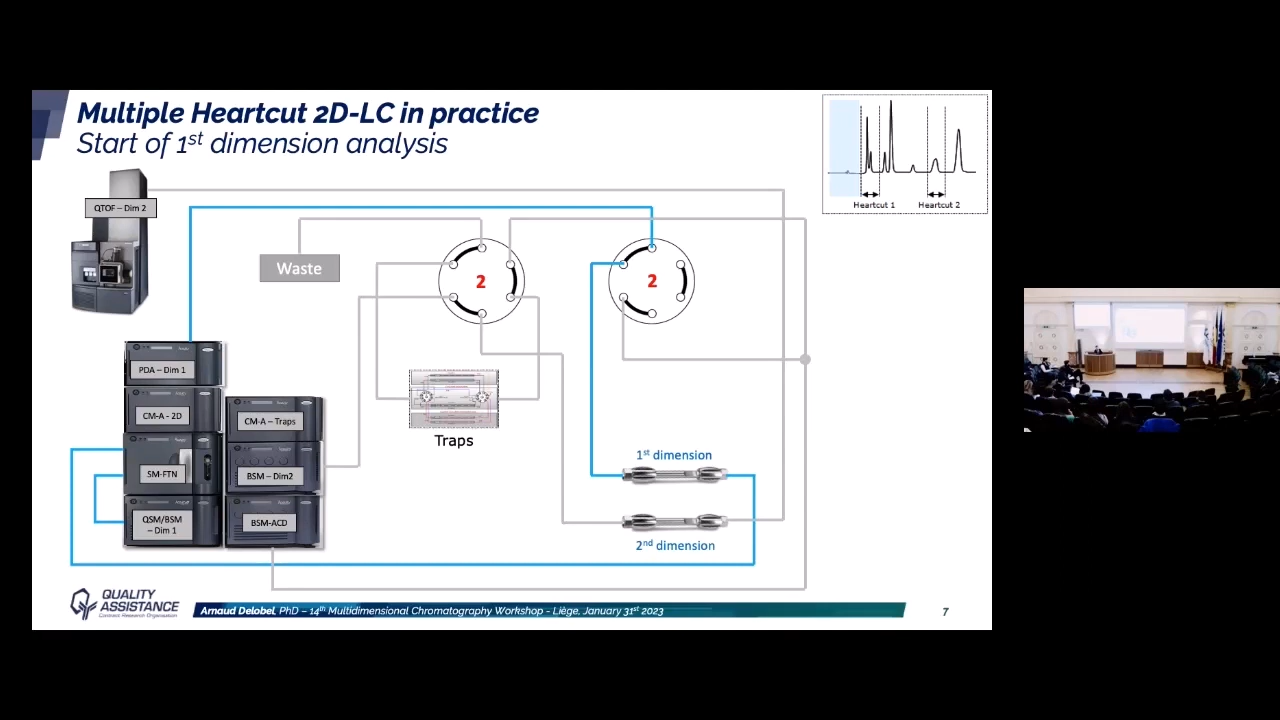 Multiple Heartcut 2D-LC in practice
Start of 1st dimension analysis
Heartcut 1
Heartcut 2
QTOF – Dim 2
Waste
2
2
PDA – Dim 1
CM-A - 2D
CM-A – Traps
SM-FTN
BSM – Dim2
QSM/BSM
– Dim 1
BSM-ACD
Traps
1st dimension
2nd dimension
QUALITY
ASSISTANCE
Contract Research Organisation
Arnaud Delobel, PhD – 14th Multidimensional Chromatography Workshop - Liège, January 31st 2023
7